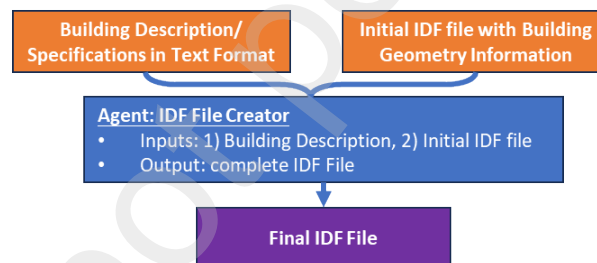 Building Description/
Specifications in Text Format
Initial IDF file with Building
Geometry Information
Agent: IDF File Creator
• Inputs: 1) Building Description, 2) Initial IDF file
• Output: complete IDF File
Final IDF File